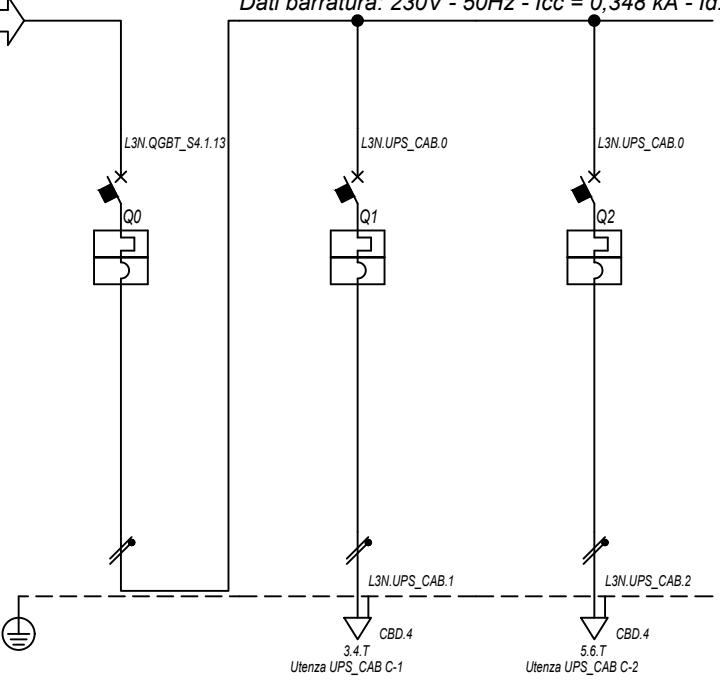 Dati barratura: 230V - 50Hz - Icc = 0,348 kA -
L3N.QGBT_S4.1.13
L3N.UPS_CAB.0
L3N.UPS_CAB.0
Q0
Q1
Q2
L3N.UPS_CAB.1
L3N.UPS_CAB.2
CBD.4
CBD.4
3.4.T
5.6.T
Utenza UPS_CAB C-1
Utenza UPS_CAB C-2